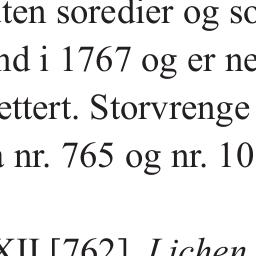 ten soredier og so
nd i 1767 og er ne
ettert. Storvrenge
nr. 765 og nr. 10
XII [762]. Lichen